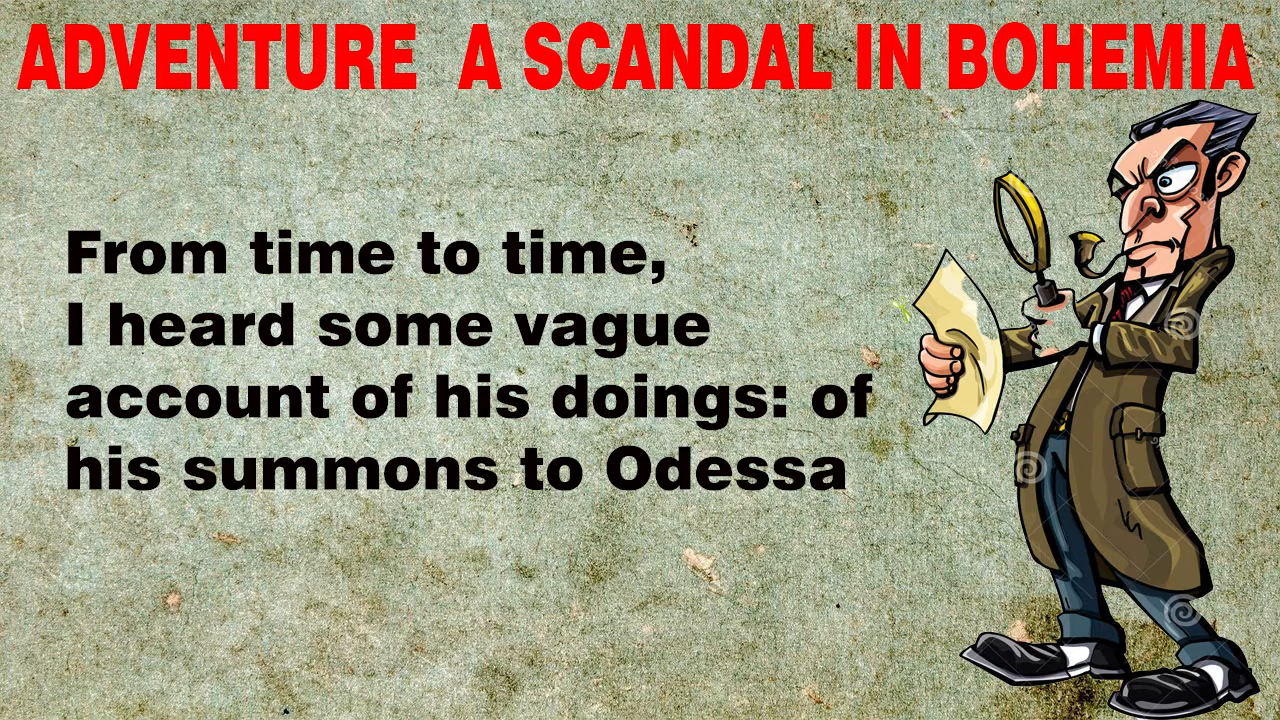 ADVENTURE A SCANDAL IN BOHEMIA
From time to time,
I heard some vague
account of his doings: of
his summons to Odessa